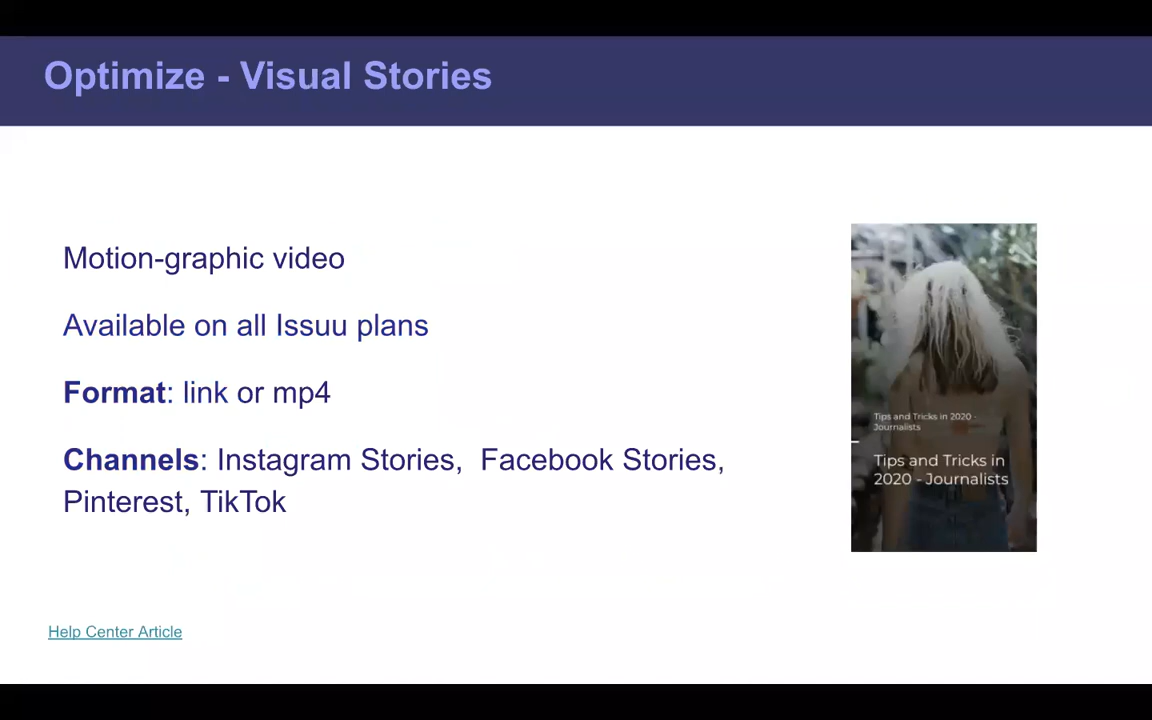 Optimize - Visual Stories
Motion-graphic video
Available on all Issuu plans
Format: link or mp4
Channels: Instagram Stories,  Facebook Stories,
Pinterest, TikTok
Tips and Tricks in 2020 -
Journalists
Tips and Tricks in
2020 - Journalists
Help Center Article